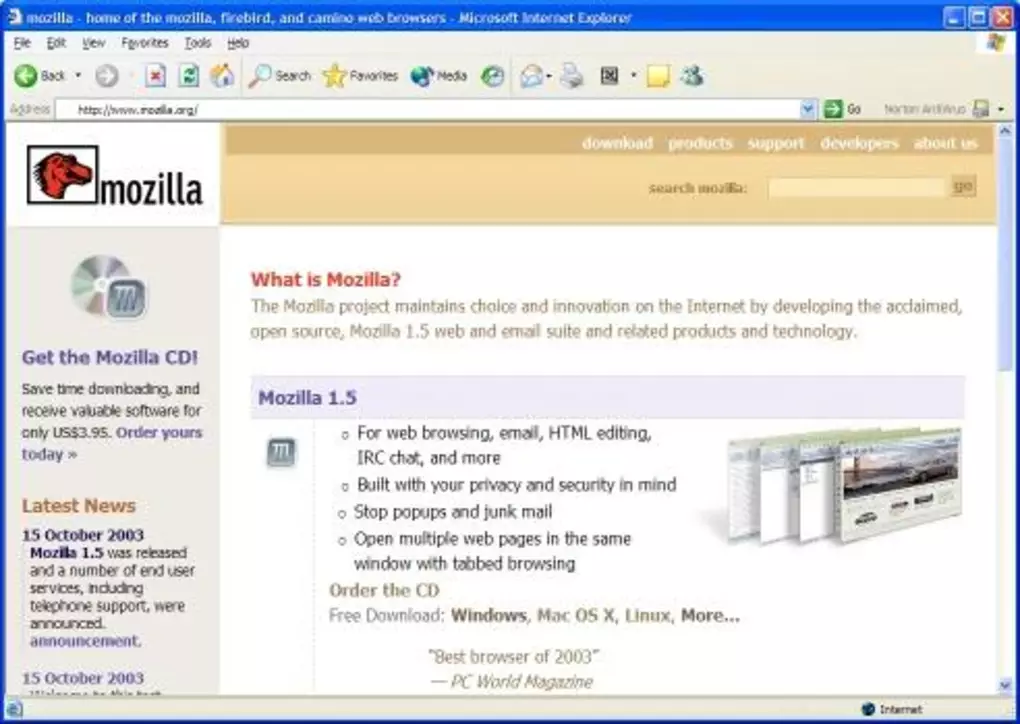 mozilla - home of the mozilla, firebird, and camino web browsers - Microsoft Internet Explorer
File Edit View Favorites Tools Help
Back Search Favorites Media
Address http://www.mozilla.org/ Go Norton AntiVirus
mozilla
download products support developers about us
search mozilla: go
Get the Mozilla CD!
Save time downloading, and
receive valuable software for
only US$3.95. Order yours
today »
Latest News
15 October 2003
Mozilla 1.5 was released
and a number of end user
services, including
telephone support, were
announced.
announcement.
15 October 2003
What is Mozilla?
The Mozilla project maintains choice and innovation on the Internet by developing the acclaimed,
open source, Mozilla 1.5 web and email suite and related products and technology.
Mozilla 1.5
For web browsing, email, HTML editing,
IRC chat, and more
Built with your privacy and security in mind
Stop popups and junk mail
Open multiple web pages in the same
window with tabbed browsing
Order the CD
Free Download: Windows, Mac OS X, Linux, More...
"Best browser of 2003"
— PC World Magazine
Internet